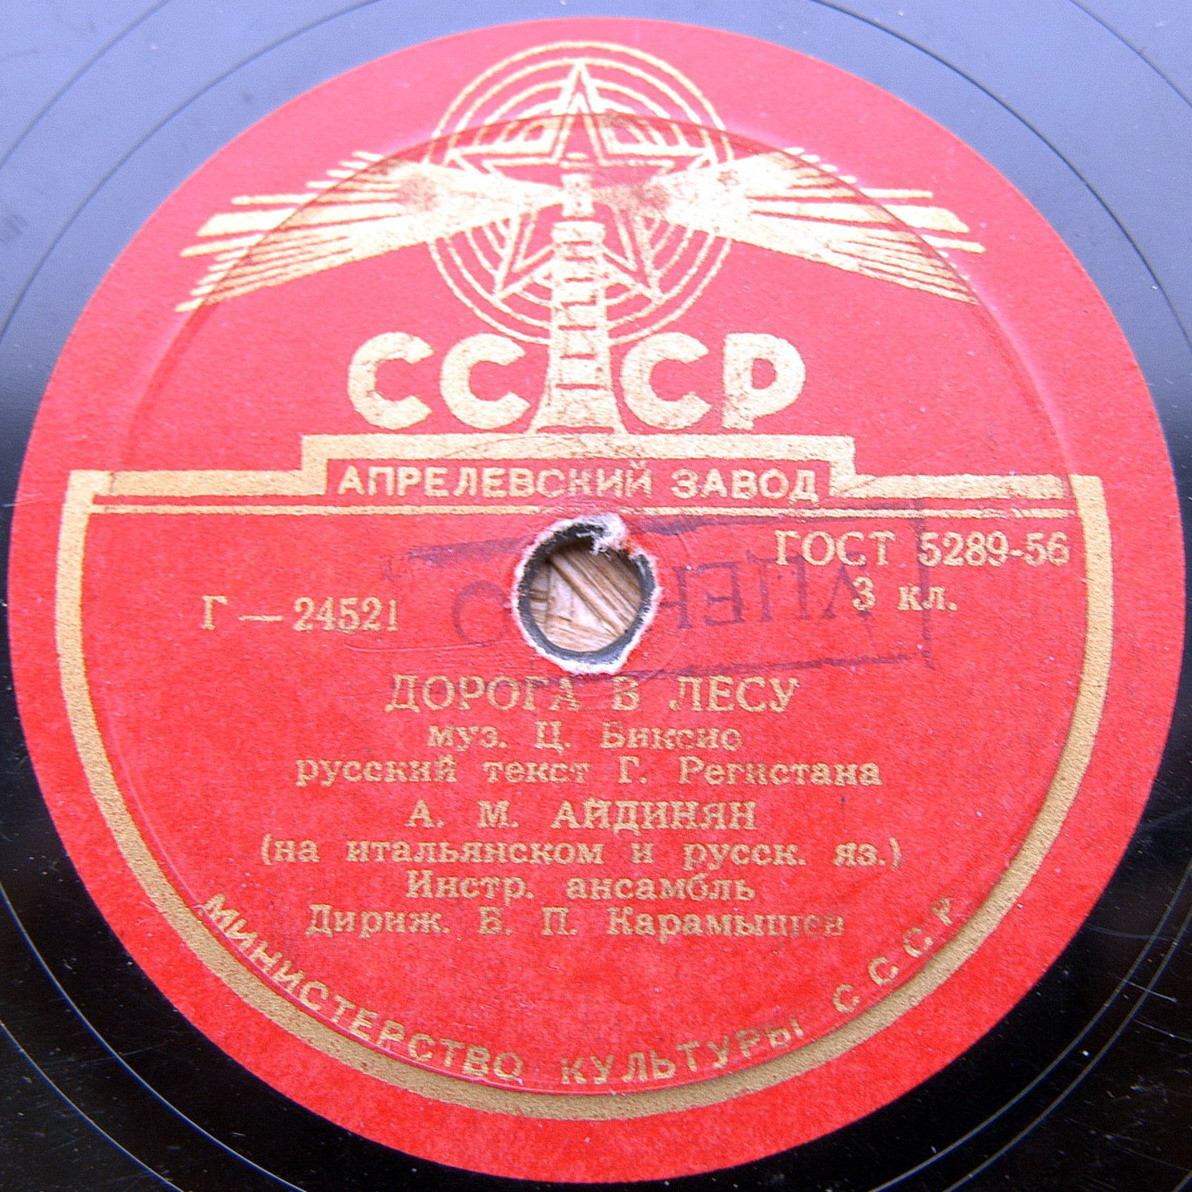 СССР
АПРЕЛЕВСКИЙ ЗАВОД
ГОСТ 5289-56
3 кл.
Г — 24521
ДОРОГА В ЛЕСУ
муз. Ц. Биксио
русский текст Г. Регистана
А. М. АЙДИНЯН
(на итальянском и русск. яз.)
Инстр. ансамбль
Дириж. Б. П. Карамышев
МИНИСТЕРСТВО КУЛЬТУРЫ СССР